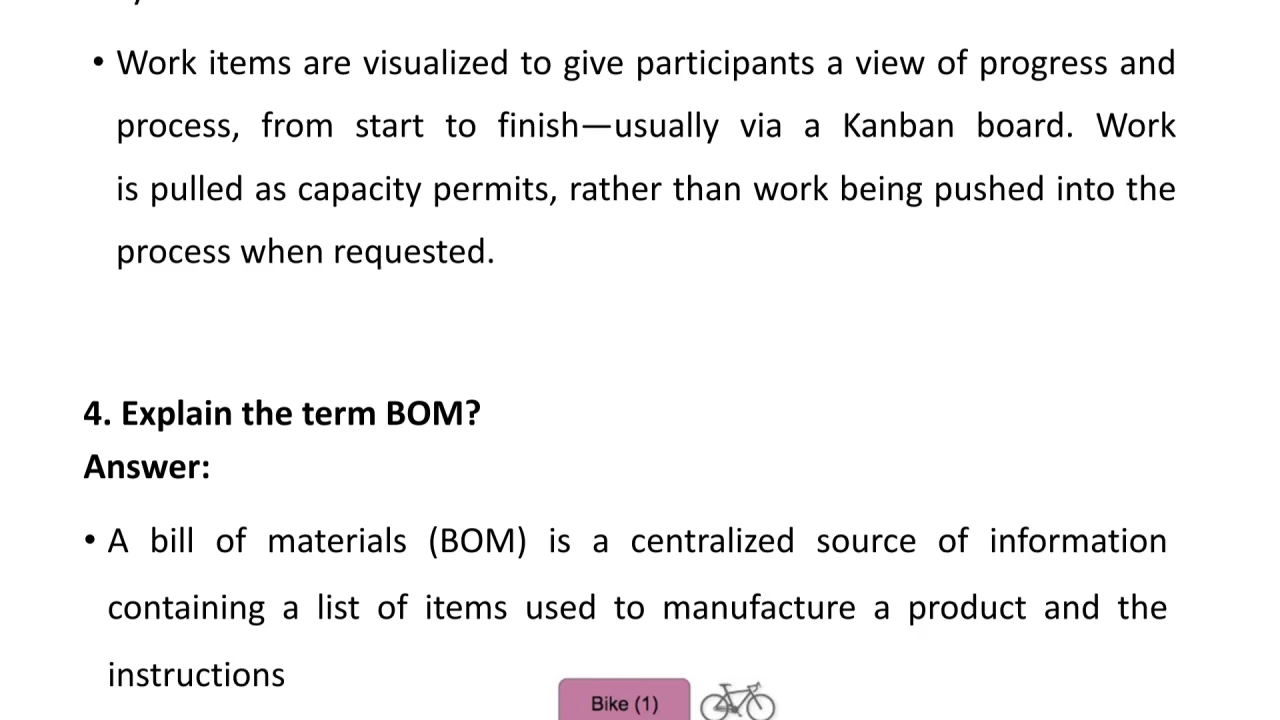 • Work items are visualized to give participants a view of progress and
process, from start to finish—usually via a Kanban board. Work
is pulled as capacity permits, rather than work being pushed into the
process when requested.
4. Explain the term BOM?
Answer:
• A bill of materials (BOM) is a centralized source of information
containing a list of items used to manufacture a product and the
instructions
Bike (1)